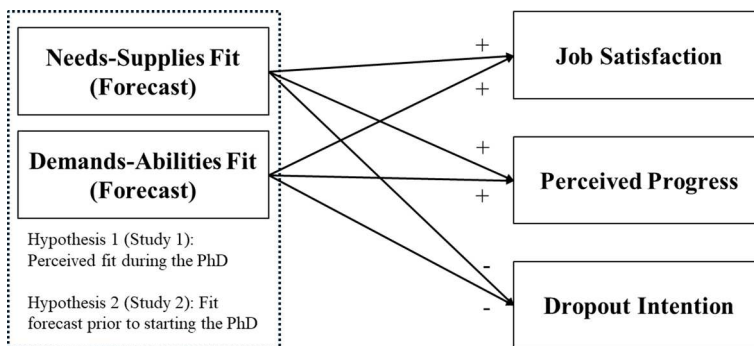 Needs-Supplies Fit
(Forecast)
Demands-Abilities Fit
(Forecast)
Hypothesis 1 (Study 1):
Perceived fit during the PhD
Hypothesis 2 (Study 2): Fit
forecast prior to starting the PhD
+
+
+
+
-
-
Job Satisfaction
Perceived Progress
Dropout Intention